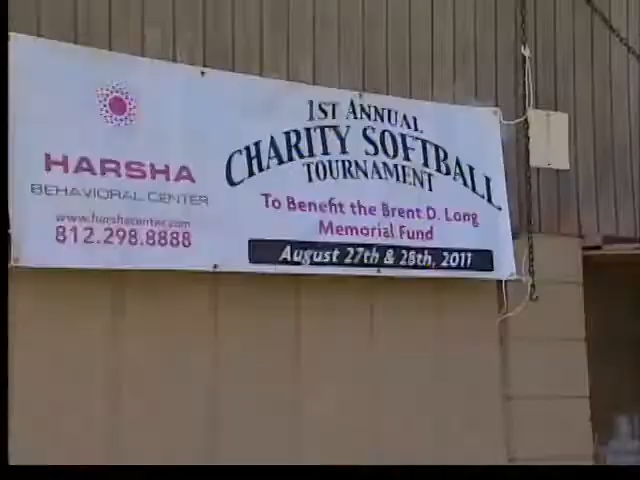 HARSHA
BEHAVIORAL CENTER
www.harshacenter.com
812.298.8888
1ST ANNUAL
CHARITY SOFTBALL
TOURNAMENT
To Benefit the Brent D. Long
Memorial Fund
August 27th & 28th, 2011